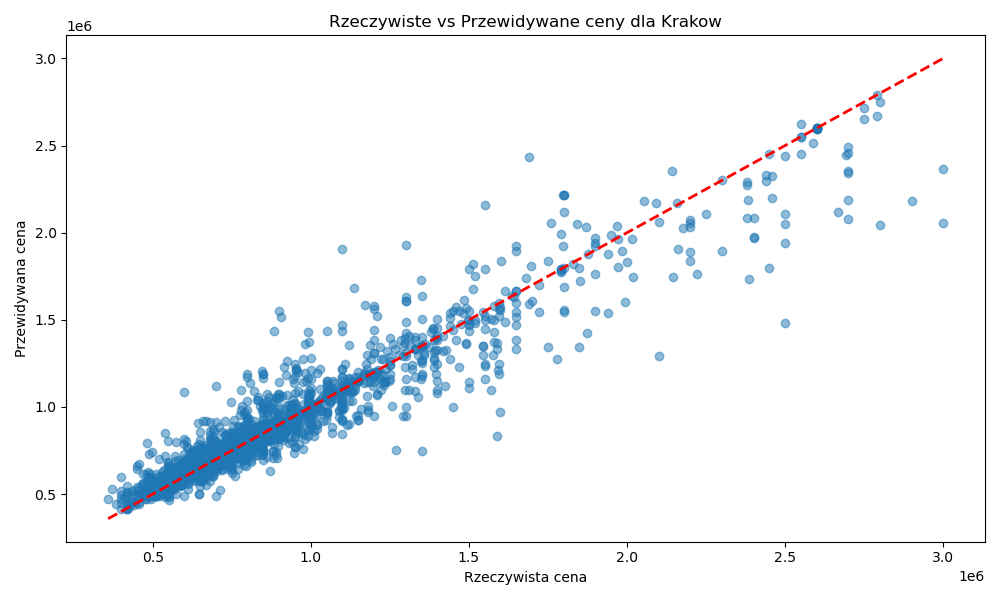 Rzeczywiste vs Przewidywane ceny dla Krakow
1e6
Przewidywana cena
3.0
2.5
2.0
1.5
1.0
0.5
0.5 1.0 1.5 2.0 2.5 3.0
1e6
Rzeczywista cena